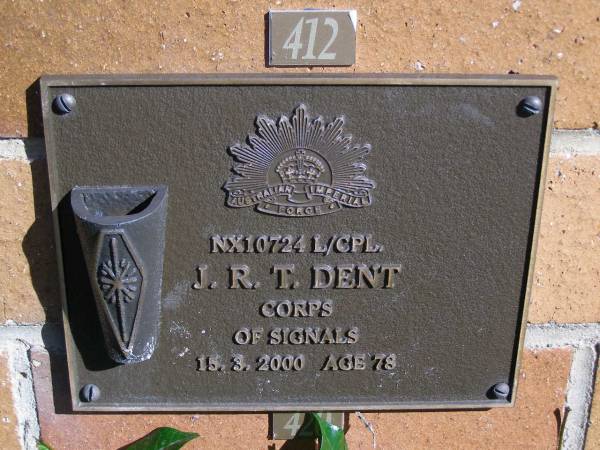 412
AUSTRALIAN IMPERIAL
FORCE
NX10724 L/CPL.
J. R. T. DENT
CORPS
OF SIGNALS
15. 3. 2000 AGE 78